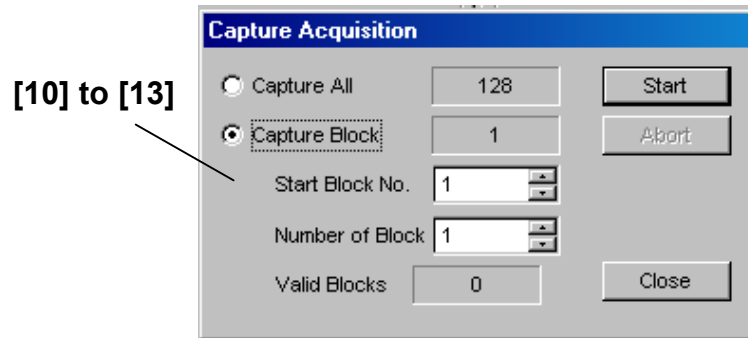 Capture Acquisition
[10] to [13]
Capture All 128 Start
Capture Block 1 Abort
Start Block No. 1
Number of Block 1
Valid Blocks 0 Close